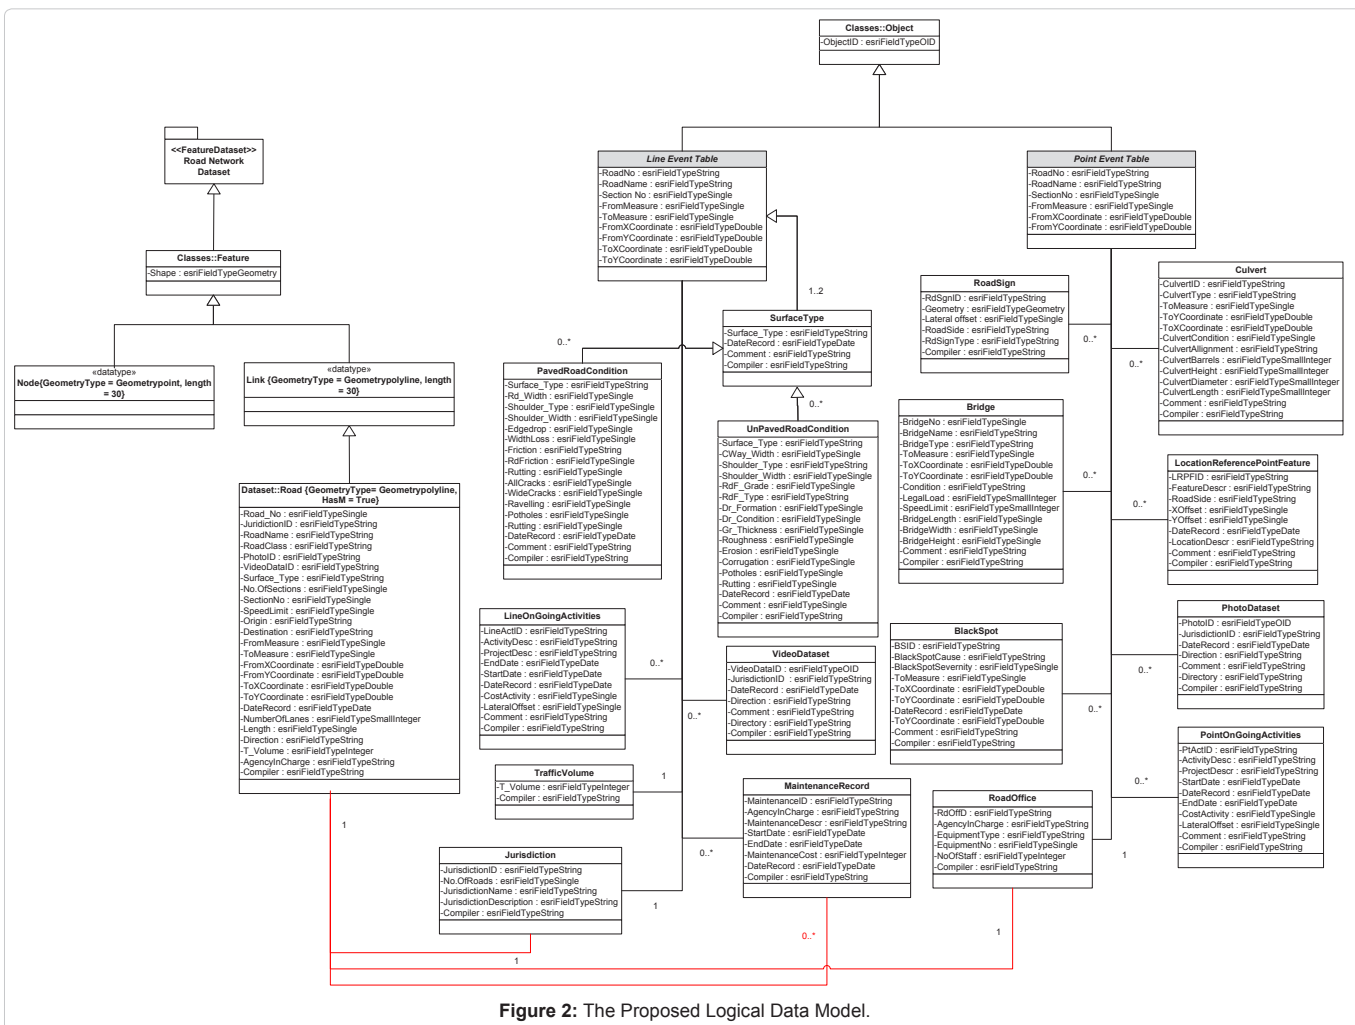 Classes::Object
-ObjectID : esriFieldTypeOID
<<FeatureDataset>>
Road Network
Dataset
Classes::Feature
-Shape : esriFieldTypeGeometry
«datatype»
Node{GeometryType = Geometrypoint, length
= 30}
«datatype»
Link {GeometryType = Geometrypolyline, length
= 30}
Dataset::Road {GeometryType= Geometrypolyline,
HasM = True}
-Road_No : esriFieldTypeSingle
-JuridictionID : esriFieldTypeString
-RoadName : esriFieldTypeString
-RoadClass : esriFieldTypeString
-PhotoID : esriFieldTypeString
-VideoDataID : esriFieldTypeString
-Surface_Type : esriFieldTypeString
-No.OfSections : esriFieldTypeSingle
-SectionNo : esriFieldTypeSingle
-SpeedLimit : esriFieldTypeSingle
-Origin : esriFieldTypeString
-Destination : esriFieldTypeString
-FromMeasure : esriFieldTypeSingle
-ToMeasure : esriFieldTypeSingle
-FromXCoordinate : esriFieldTypeDouble
-FromYCoordinate : esriFieldTypeDouble
-ToXCoordinate : esriFieldTypeDouble
-ToYCoordinate : esriFieldTypeDouble
-DateRecord : esriFieldTypeDate
-NumberOfLanes : esriFieldTypeSmallInteger
-Length : esriFieldTypeSingle
-Direction : esriFieldTypeString
-T_Volume : esriFieldTypeInteger
-AgencyInCharge : esriFieldTypeString
-Compiler : esriFieldTypeString
1
Line Event Table
-RoadNo : esriFieldTypeString
-RoadName : esriFieldTypeString
-Section No : esriFieldTypeSingle
-FromMeasure : esriFieldTypeSingle
-ToMeasure : esriFieldTypeSingle
-FromXCoordinate : esriFieldTypeDouble
-FromYCoordinate : esriFieldTypeDouble
-ToXCoordinate : esriFieldTypeDouble
-ToYCoordinate : esriFieldTypeDouble
1..2
SurfaceType
-Surface_Type : esriFieldTypeString
-DateRecord : esriFieldTypeDate
-Comment : esriFieldTypeString
-Compiler : esriFieldTypeString
0..*
0..*
PavedRoadCondition
-Surface_Type : esriFieldTypeString
-Rd_Width : esriFieldTypeSingle
-Shoulder_Type : esriFieldTypeString
-Shoulder_Width : esriFieldTypeSingle
-Edgedrop : esriFieldTypeSingle
-WidthLoss : esriFieldTypeSingle
-Friction : esriFieldTypeString
-RdFriction : esriFieldTypeSingle
-Rutting : esriFieldTypeSingle
-AllCracks : esriFieldTypeSingle
-WideCracks : esriFieldTypeSingle
-Ravelling : esriFieldTypeSingle
-Potholes : esriFieldTypeSingle
-Rutting : esriFieldTypeSingle
-DateRecord : esriFieldTypeDate
-Comment : esriFieldTypeString
-Compiler : esriFieldTypeString
UnPavedRoadCondition
-Surface_Type : esriFieldTypeString
-CWay_Width : esriFieldTypeSingle
-Shoulder_Type : esriFieldTypeString
-Shoulder_Width : esriFieldTypeSingle
-RdF_Grade : esriFieldTypeSingle
-RdF_Type : esriFieldTypeString
-Dr_Formation : esriFieldTypeSingle
-Dr_Condition : esriFieldTypeSingle
-Gr_Thickness : esriFieldTypeSingle
-Roughness : esriFieldTypeSingle
-Erosion : esriFieldTypeSingle
-Corrugation : esriFieldTypeSingle
-Potholes : esriFieldTypeSingle
-Rutting : esriFieldTypeSingle
-DateRecord : esriFieldTypeDate
-Comment : esriFieldTypeSingle
-Compiler : esriFieldTypeString
LineOnGoingActivities
-LineActID : esriFieldTypeString
-ActivityDesc : esriFieldTypeString
-ProjectDesc : esriFieldTypeString
-EndDate : esriFieldTypeDate
-StartDate : esriFieldTypeDate
-DateRecord : esriFieldTypeDate
-CostActivity : esriFieldTypeSingle
-LateralOffset : esriFieldTypeSingle
-Comment : esriFieldTypeString
-Compiler : esriFieldTypeString
0..*
VideoDataset
-VideoDataID : esriFieldTypeOID
-JurisdictionID : esriFieldTypeString
-DateRecord : esriFieldTypeDate
-Direction : esriFieldTypeString
-Comment : esriFieldTypeString
-Directory : esriFieldTypeString
-Compiler : esriFieldTypeString
0..*
TrafficVolume
-T_Volume : esriFieldTypeInteger
-Compiler : esriFieldTypeString
1
MaintenanceRecord
-MaintenanceID : esriFieldTypeString
-AgencyInCharge : esriFieldTypeString
-MaintenanceDescr : esriFieldTypeString
-StartDate : esriFieldTypeDate
-EndDate : esriFieldTypeDate
-MaintenanceCost : esriFieldTypeInteger
-DateRecord : esriFieldTypeDate
-Compiler : esriFieldTypeString
0..*
0..*
Jurisdiction
-JurisdictionID : esriFieldTypeString
-No.OfRoads : esriFieldTypeSingle
-JurisdictionName : esriFieldTypeString
-JurisdictionDescription : esriFieldTypeString
-Compiler : esriFieldTypeString
1
1
Point Event Table
-RoadNo : esriFieldTypeString
-RoadName : esriFieldTypeString
-SectionNo : esriFieldTypeSingle
-FromMeasure : esriFieldTypeSingle
-FromXCoordinate : esriFieldTypeDouble
-FromYCoordinate : esriFieldTypeDouble
RoadSign
-RdSgnID : esriFieldTypeString
-Geometry : esriFieldTypeGeometry
-Lateral offset : esriFieldTypeSingle
-RoadSide : esriFieldTypeString
-RdSignType : esriFieldTypeString
-Compiler : esriFieldTypeString
0..*
Culvert
-CulvertID : esriFieldTypeString
-CulvertType : esriFieldTypeString
-ToMeasure : esriFieldTypeSingle
-ToYCoordinate : esriFieldTypeDouble
-ToXCoordinate : esriFieldTypeDouble
-CulvertCondition : esriFieldTypeSingle
-CulvertAllignment : esriFieldTypeString
-CulvertBarrels : esriFieldTypeSmallInteger
-CulvertHeight : esriFieldTypeSmallInteger
-CulvertDiameter : esriFieldTypeSmallInteger
-CulvertLength : esriFieldTypeSmallInteger
-Comment : esriFieldTypeString
-Compiler : esriFieldTypeString
0..*
Bridge
-BridgeNo : esriFieldTypeSingle
-BridgeName : esriFieldTypeString
-BridgeType : esriFieldTypeString
-ToMeasure : esriFieldTypeSingle
-ToXCoordinate : esriFieldTypeDouble
-ToYCoordinate : esriFieldTypeDouble
-Condition : esriFieldTypeString
-LegalLoad : esriFieldTypeSmallInteger
-SpeedLimit : esriFieldTypeSmallInteger
-BridgeLength : esriFieldTypeSingle
-BridgeWidth : esriFieldTypeSingle
-BridgeHeight : esriFieldTypeSingle
-Comment : esriFieldTypeString
-Compiler : esriFieldTypeString
0..*
LocationReferencePointFeature
-LRPFID : esriFieldTypeString
-FeatureDescr : esriFieldTypeString
-RoadSide : esriFieldTypeString
-XOffset : esriFieldTypeSingle
-YOffset : esriFieldTypeSingle
-DateRecord : esriFieldTypeDate
-LocationDescr : esriFieldTypeString
-Comment : esriFieldTypeString
-Compiler : esriFieldTypeString
0..*
BlackSpot
-BSID : esriFieldTypeString
-BlackSpotCause : esriFieldTypeString
-BlackSpotSevernity : esriFieldTypeSingle
-ToMeasure : esriFieldTypeSingle
-ToXCoordinate : esriFieldTypeDouble
-ToYCoordinate : esriFieldTypeDouble
-DateRecord : esriFieldTypeDate
-ToYCoordinate : esriFieldTypeDouble
-Comment : esriFieldTypeString
-Compiler : esriFieldTypeString
0..*
PhotoDataset
-PhotoID : esriFieldTypeOID
-JurisdictionID : esriFieldTypeString
-DateRecord : esriFieldTypeDate
-Direction : esriFieldTypeString
-Comment : esriFieldTypeString
-Directory : esriFieldTypeString
-Compiler : esriFieldTypeString
0..*
PointOnGoingActivities
-PtActID : esriFieldTypeString
-ActivityDesc : esriFieldTypeString
-ProjectDescr : esriFieldTypeString
-StartDate : esriFieldTypeDate
-DateRecord : esriFieldTypeDate
-EndDate : esriFieldTypeDate
-CostActivity : esriFieldTypeSingle
-LateralOffset : esriFieldTypeSingle
-Comment : esriFieldTypeString
-Compiler : esriFieldTypeString
0..*
RoadOffice
-RdOffD : esriFieldTypeString
-AgencyInCharge : esriFieldTypeString
-EquipmentType : esriFieldTypeString
-EquipmentNo : esriFieldTypeSingle
-NoOfStaff : esriFieldTypeInteger
-Compiler : esriFieldTypeString
1
1
Figure 2: The Proposed Logical Data Model.